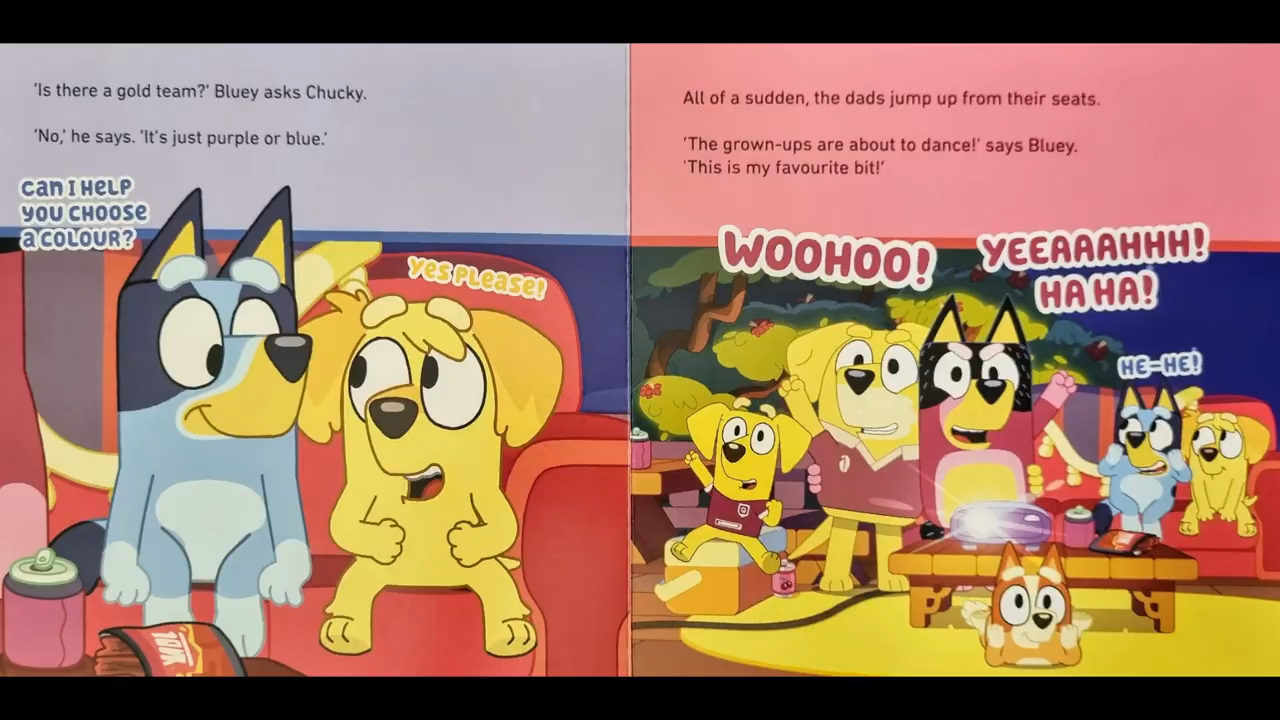 'Is there a gold team?' Bluey asks Chucky.
'No,' he says. 'It's just purple or blue.'
CAN I HELP
YOU CHOOSE
A COLOUR?
YES PLEASE!
All of a sudden, the dads jump up from their seats.
'The grown-ups are about to dance!' says Bluey.
'This is my favourite bit!'
WOOHOO!
YEEAAAHHH!
HA HA!
HE-HE!